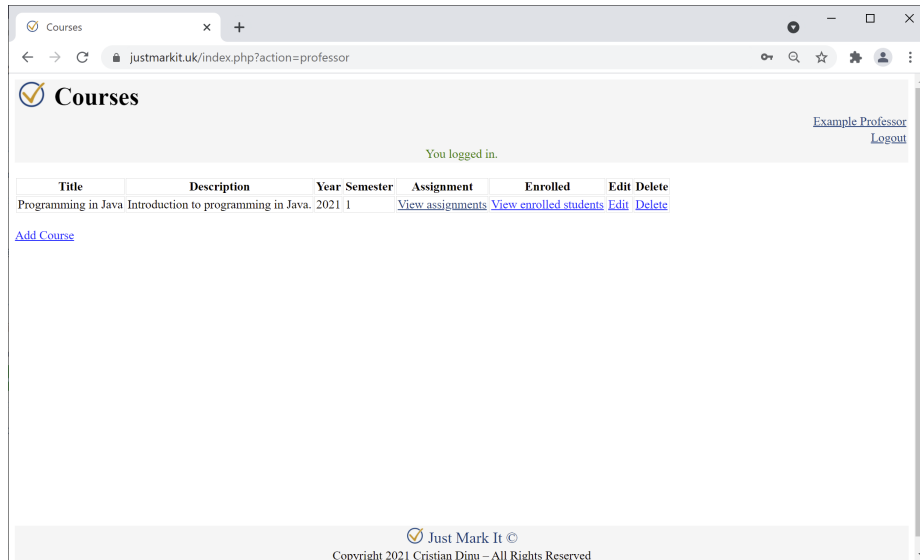 Courses
justmarkit.uk/index.php?action=professor
Courses
Example Professor
Logout
You logged in.
Title Description Year Semester Assignment Enrolled Edit Delete
Programming in Java Introduction to programming in Java. 2021 1 View assignments View enrolled students Edit Delete
Add Course
Just Mark It ©
Copyright 2021 Cristian Dinu – All Rights Reserved